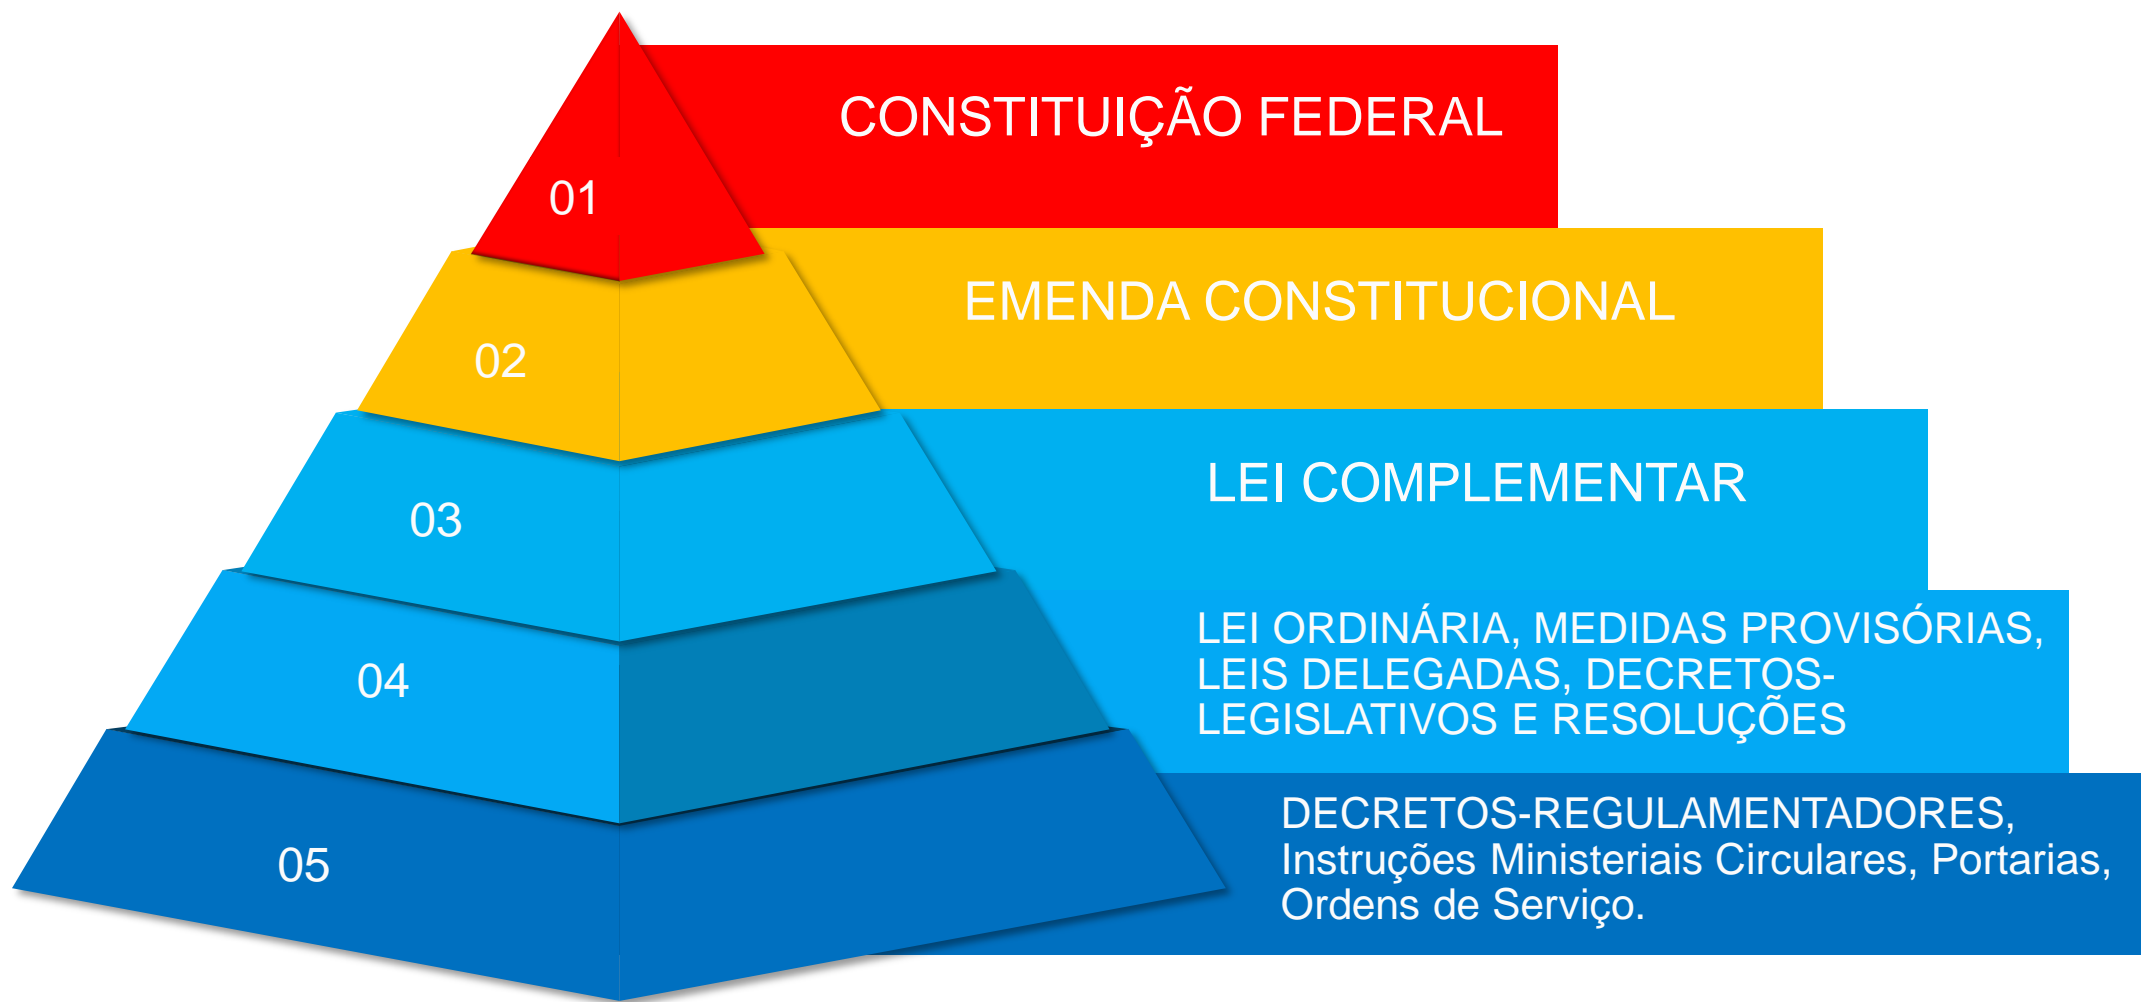 01
CONSTITUIÇÃO FEDERAL
02
EMENDA CONSTITUCIONAL
03
LEI COMPLEMENTAR
04
LEI ORDINÁRIA, MEDIDAS PROVISÓRIAS,
LEIS DELEGADAS, DECRETOS-
LEGISLATIVOS E RESOLUÇÕES
05
DECRETOS-REGULAMENTADORES,
Instruções Ministeriais Circulares, Portarias,
Ordens de Serviço.